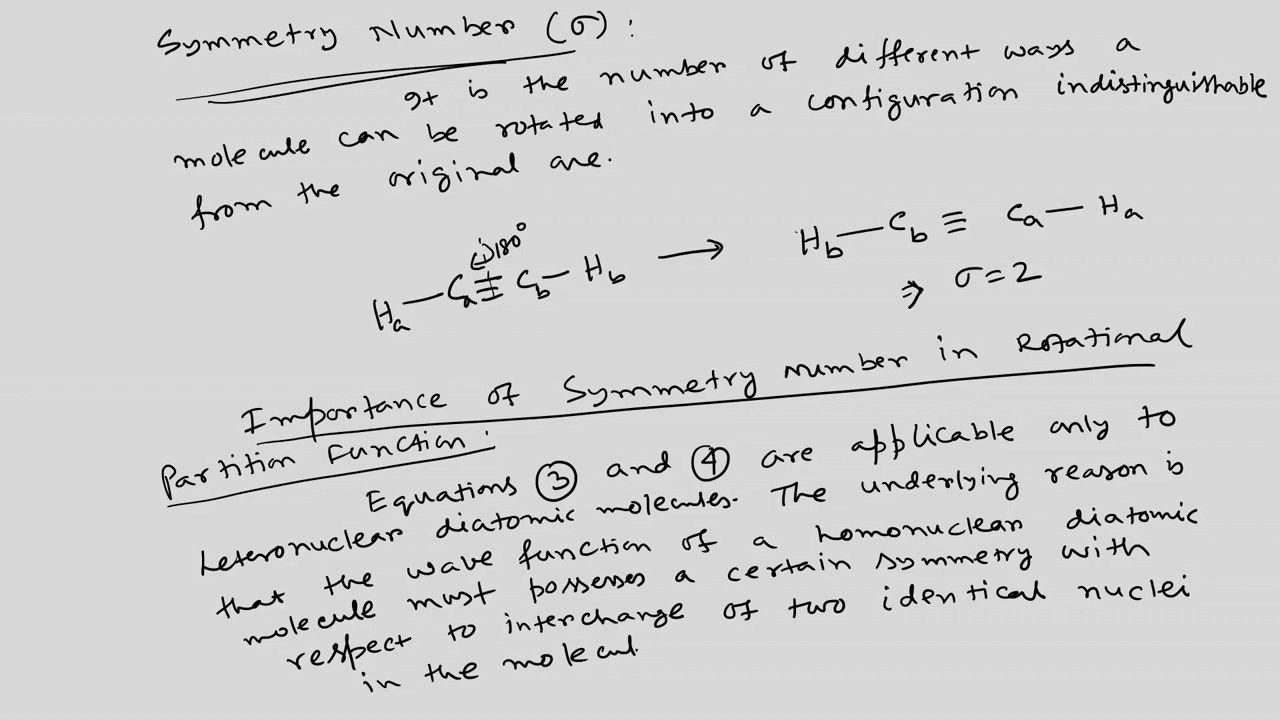 Symmetry Number (σ) :
It is the number of different ways a
molecule can be rotated into a configuration indistinguishable
from the original one.
↻180°
Ha—Ca≡Cb—Hb ⟶ Hb—Cb≡Ca—Ha
⇒ σ=2
Importance of Symmetry number in Rotational
Partition Function:
Equations ③ and ④ are applicable only to
heteronuclear diatomic molecules. The underlying reason is
that the wave function of a homonuclear diatomic
molecule must possesses a certain symmetry with
respect to interchange of two identical nuclei
in the molecul